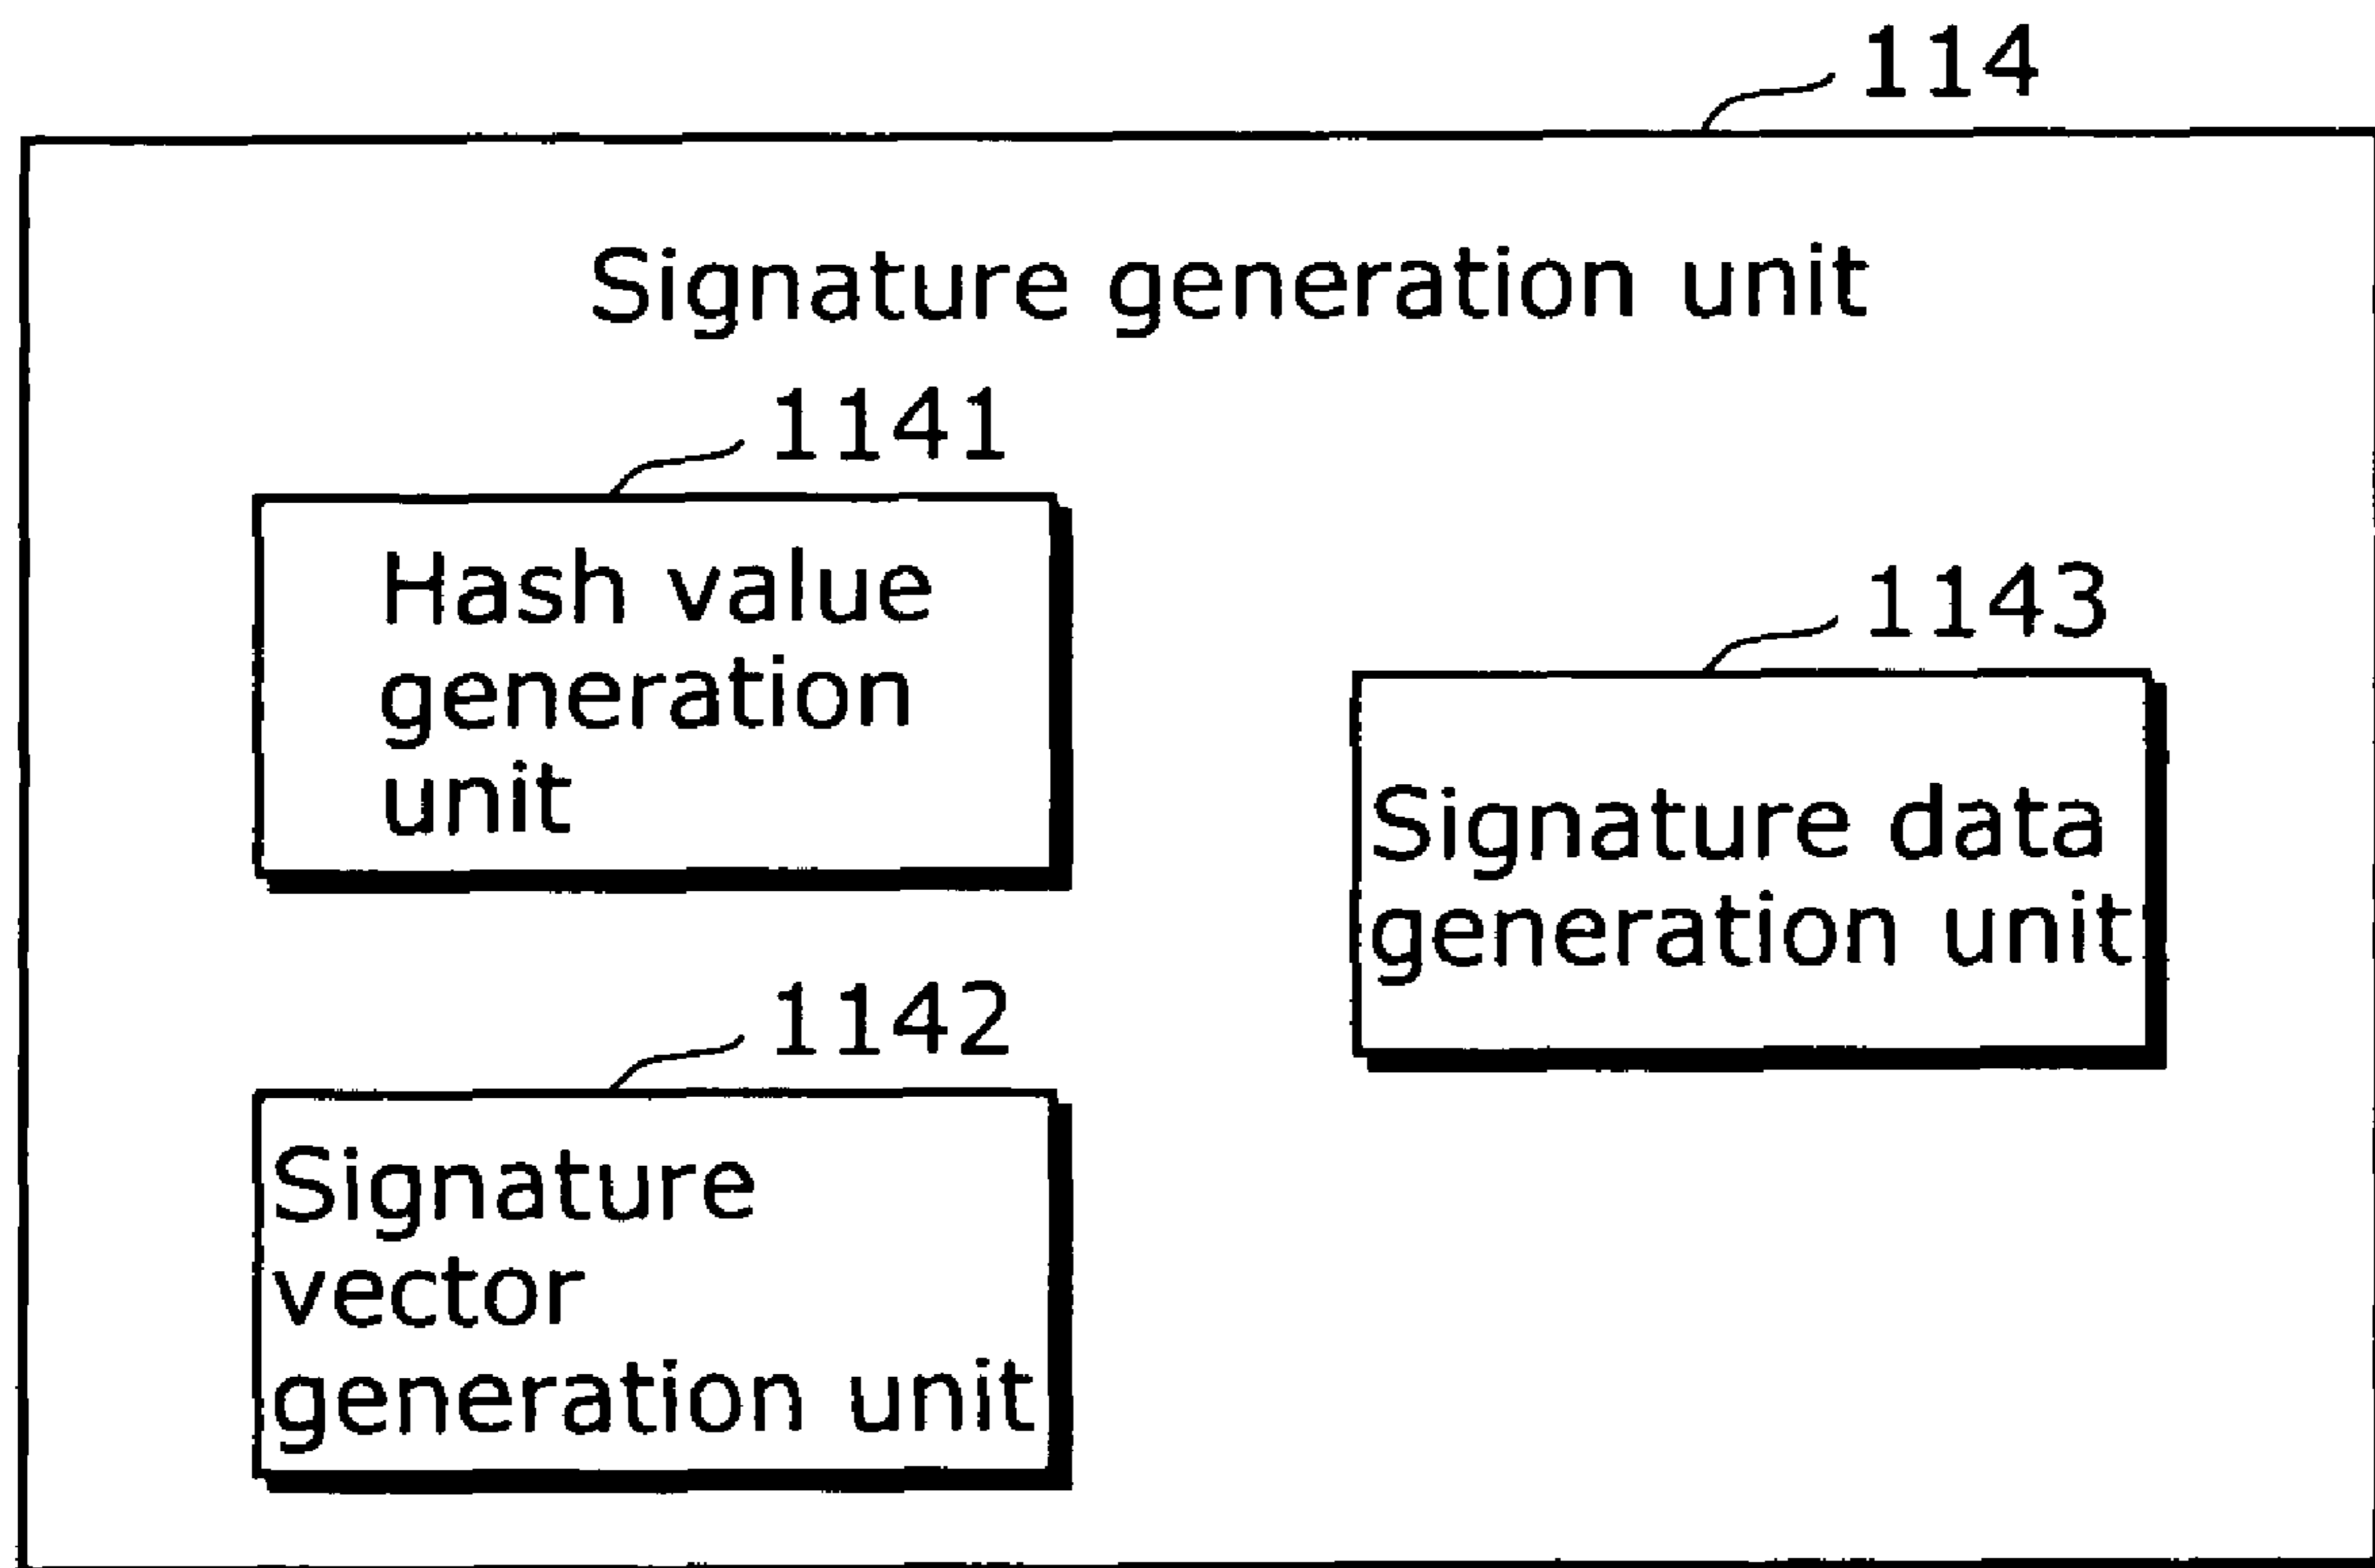 114
Signature generation unit
1141
Hash value
generation
unit
1143
Signature data
generation unit
1142
Signature
vector
generation unit